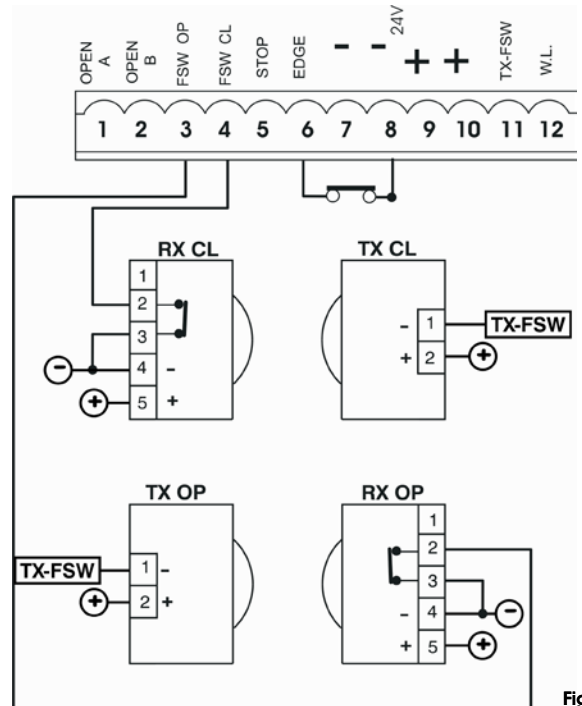 OPEN A
OPEN B
FSW OP
FSW CL
STOP
EDGE
- - 24V + +
TX-FSW
W.L.
1 2 3 4 5 6 7 8 9 10 11 12
RX CL
1
2
3
4 -
5 +
-
+
TX CL
- 1 TX-FSW
+ 2 +
TX OP
TX-FSW 1 -
+ 2 +
RX OP
1
2
3
- 4 -
+ 5 +
Fig